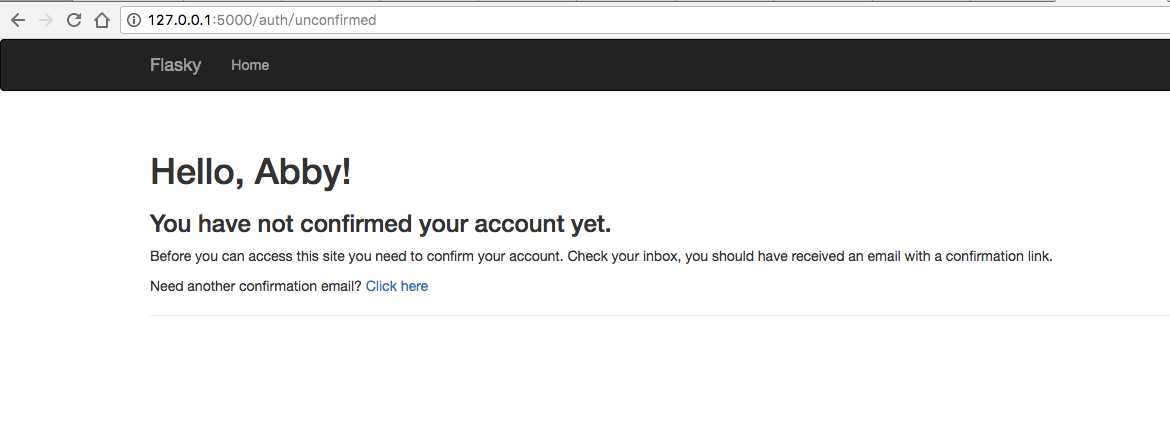 127.0.0.1:5000/auth/unconfirmed
Flasky Home
Hello, Abby!
You have not confirmed your account yet.
Before you can access this site you need to confirm your account. Check your inbox, you should have received an email with a confirmation link.
Need another confirmation email? Click here